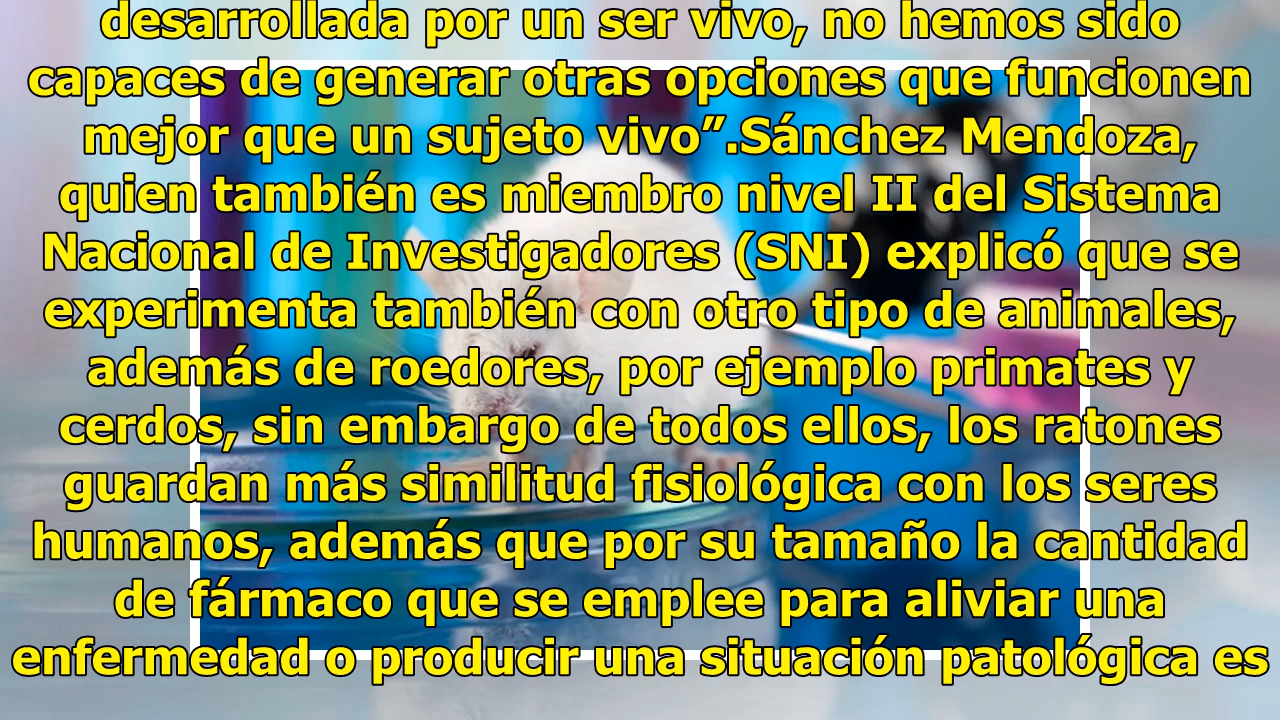 desarrollada por un ser vivo, no hemos sido
capaces de generar otras opciones que funcionen
mejor que un sujeto vivo”.Sánchez Mendoza,
quien también es miembro nivel II del Sistema
Nacional de Investigadores (SNI) explicó que se
experimenta también con otro tipo de animales,
además de roedores, por ejemplo primates y
cerdos, sin embargo de todos ellos, los ratones
guardan más similitud fisiológica con los seres
humanos, además que por su tamaño la cantidad
de fármaco que se emplee para aliviar una
enfermedad o producir una situación patológica es